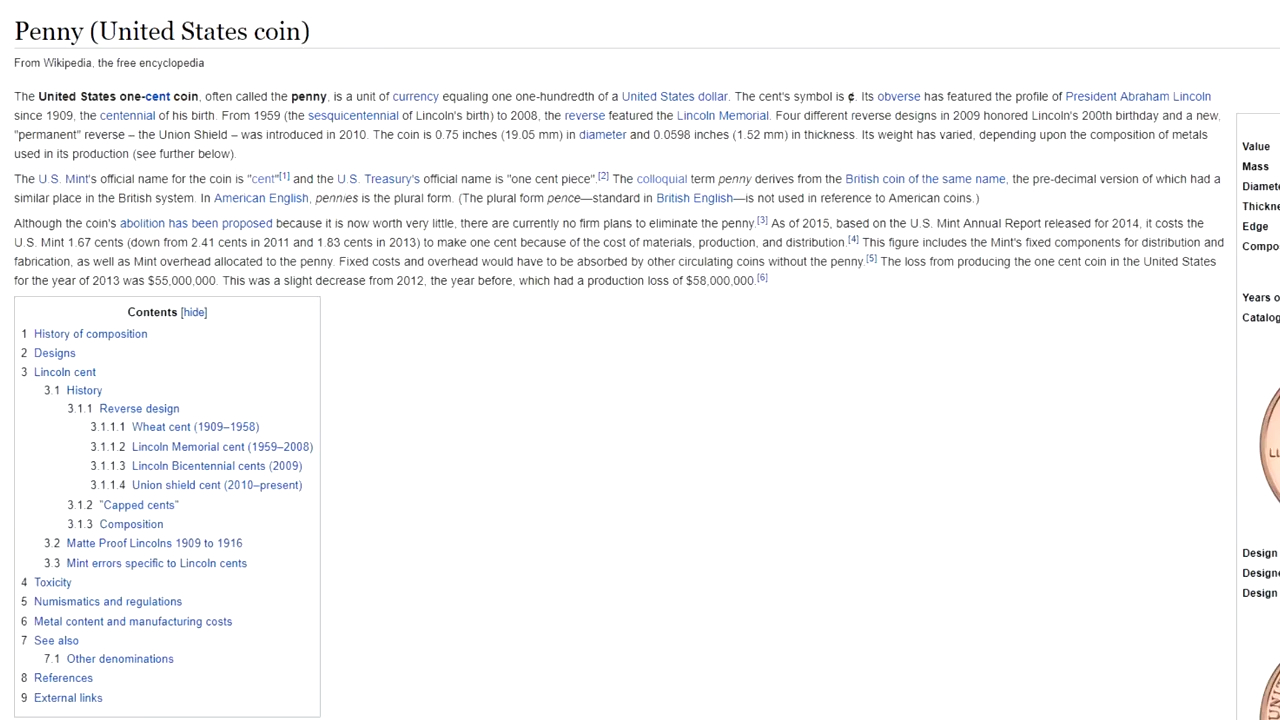 Penny (United States coin)
From Wikipedia, the free encyclopedia
The United States one-cent coin, often called the penny, is a unit of currency equaling one one-hundredth of a United States dollar. The cent's symbol is ¢. Its obverse has featured the profile of President Abraham Lincoln
since 1909, the centennial of his birth. From 1959 (the sesquicentennial of Lincoln's birth) to 2008, the reverse featured the Lincoln Memorial. Four different reverse designs in 2009 honored Lincoln's 200th birthday and a new,
"permanent" reverse – the Union Shield – was introduced in 2010. The coin is 0.75 inches (19.05 mm) in diameter and 0.0598 inches (1.52 mm) in thickness. Its weight has varied, depending upon the composition of metals
used in its production (see further below).
The U.S. Mint's official name for the coin is "cent"[1] and the U.S. Treasury's official name is "one cent piece".[2] The colloquial term penny derives from the British coin of the same name, the pre-decimal version of which had a
similar place in the British system. In American English, pennies is the plural form. (The plural form pence—standard in British English—is not used in reference to American coins.)
Although the coin's abolition has been proposed because it is now worth very little, there are currently no firm plans to eliminate the penny.[3] As of 2015, based on the U.S. Mint Annual Report released for 2014, it costs the
U.S. Mint 1.67 cents (down from 2.41 cents in 2011 and 1.83 cents in 2013) to make one cent because of the cost of materials, production, and distribution.[4] This figure includes the Mint's fixed components for distribution and
fabrication, as well as Mint overhead allocated to the penny. Fixed costs and overhead would have to be absorbed by other circulating coins without the penny.[5] The loss from producing the one cent coin in the United States
for the year of 2013 was $55,000,000. This was a slight decrease from 2012, the year before, which had a production loss of $58,000,000.[6]
Contents [hide]
1 History of composition
2 Designs
3 Lincoln cent
3.1 History
3.1.1 Reverse design
3.1.1.1 Wheat cent (1909–1958)
3.1.1.2 Lincoln Memorial cent (1959–2008)
3.1.1.3 Lincoln Bicentennial cents (2009)
3.1.1.4 Union shield cent (2010–present)
3.1.2 "Capped cents"
3.1.3 Composition
3.2 Matte Proof Lincolns 1909 to 1916
3.3 Mint errors specific to Lincoln cents
4 Toxicity
5 Numismatics and regulations
6 Metal content and manufacturing costs
7 See also
7.1 Other denominations
8 References
9 External links
Value
Mass
Diamete
Thickne
Edge
Compo
Years o
Catalog
Design
Designe
Design